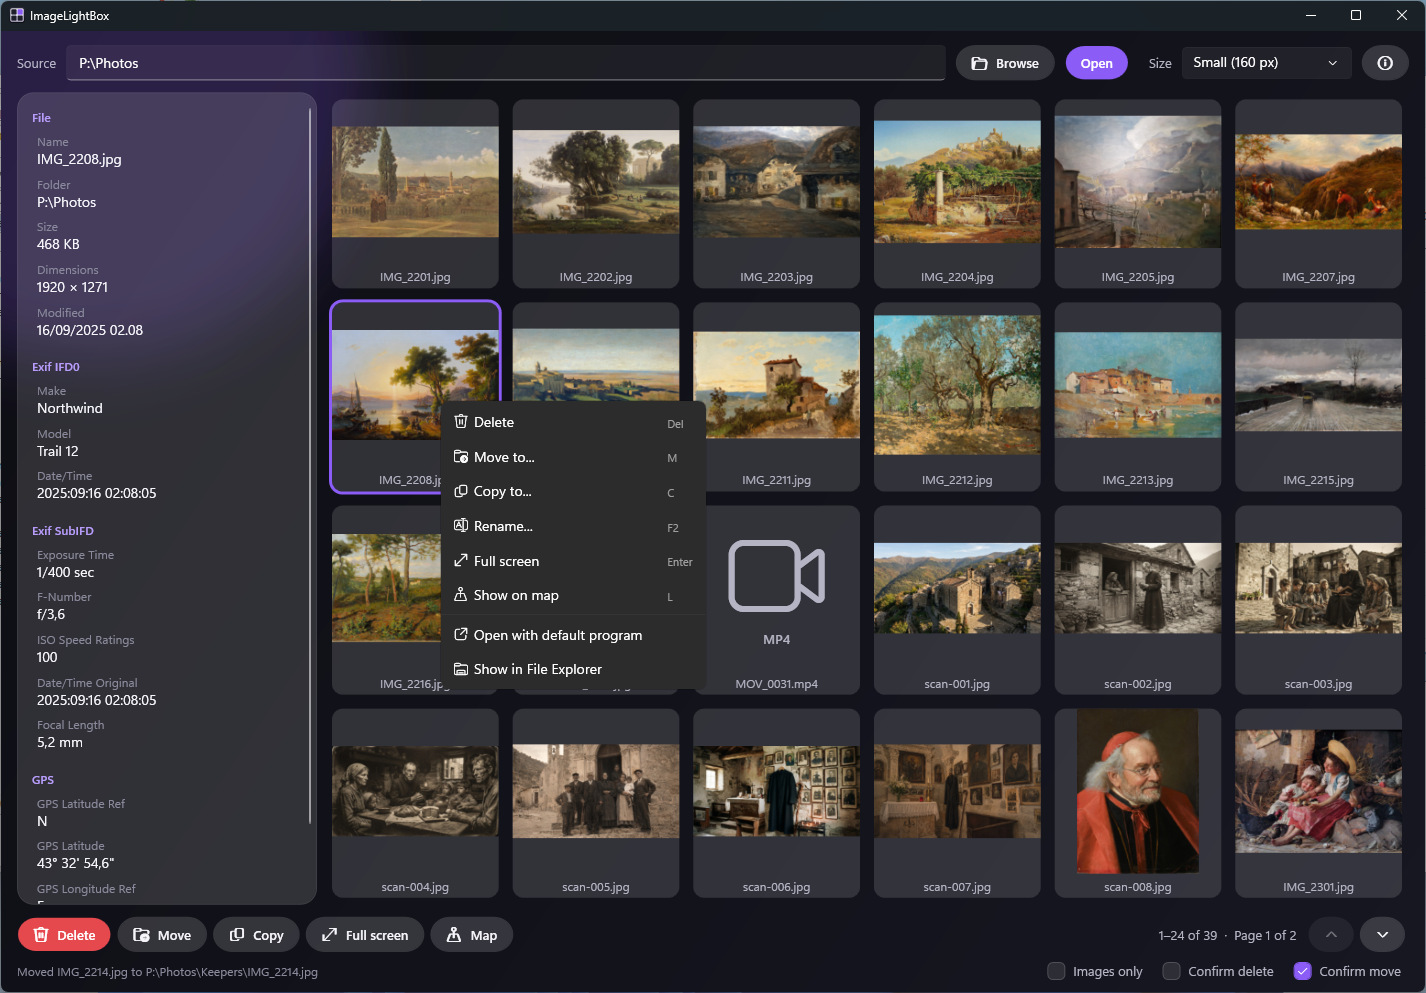 ImageLightBox
Source
P:\Photos
Browse
Open
Size
Small (160 px)
File
Name
IMG_2208.jpg
Folder
P:\Photos
Size
468 KB
Dimensions
1920 × 1271
Modified
16/09/2025 02.08
Exif IFD0
Make
Northwind
Model
Trail 12
Date/Time
2025:09:16 02:08:05
Exif SubIFD
Exposure Time
1/400 sec
F-Number
f/3,6
ISO Speed Ratings
100
Date/Time Original
2025:09:16 02:08:05
Focal Length
5,2 mm
GPS
GPS Latitude Ref
N
GPS Latitude
43° 32' 54,6"
GPS Longitude Ref
IMG_2201.jpg
IMG_2202.jpg
IMG_2203.jpg
IMG_2204.jpg
IMG_2205.jpg
IMG_2207.jpg
IMG_2208.jp
IMG_2211.jpg
IMG_2212.jpg
IMG_2213.jpg
IMG_2215.jpg
Delete Del
Move to... M
Copy to... C
Rename... F2
Full screen Enter
Show on map L
Open with default program
Show in File Explorer
IMG_2216.jpg
MP4
MOV_0031.mp4
scan-001.jpg
scan-002.jpg
scan-003.jpg
scan-004.jpg
scan-005.jpg
scan-006.jpg
scan-007.jpg
scan-008.jpg
IMG_2301.jpg
Delete
Move
Copy
Full screen
Map
1–24 of 39 · Page 1 of 2
Moved IMG_2214.jpg to P:\Photos\Keepers\IMG_2214.jpg
Images only
Confirm delete
Confirm move